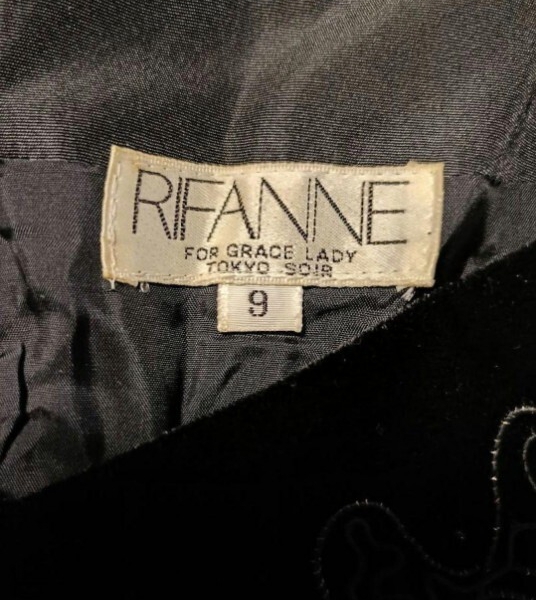 RIFANNE
FOR GRACE LADY
TOKYO SOIR
9